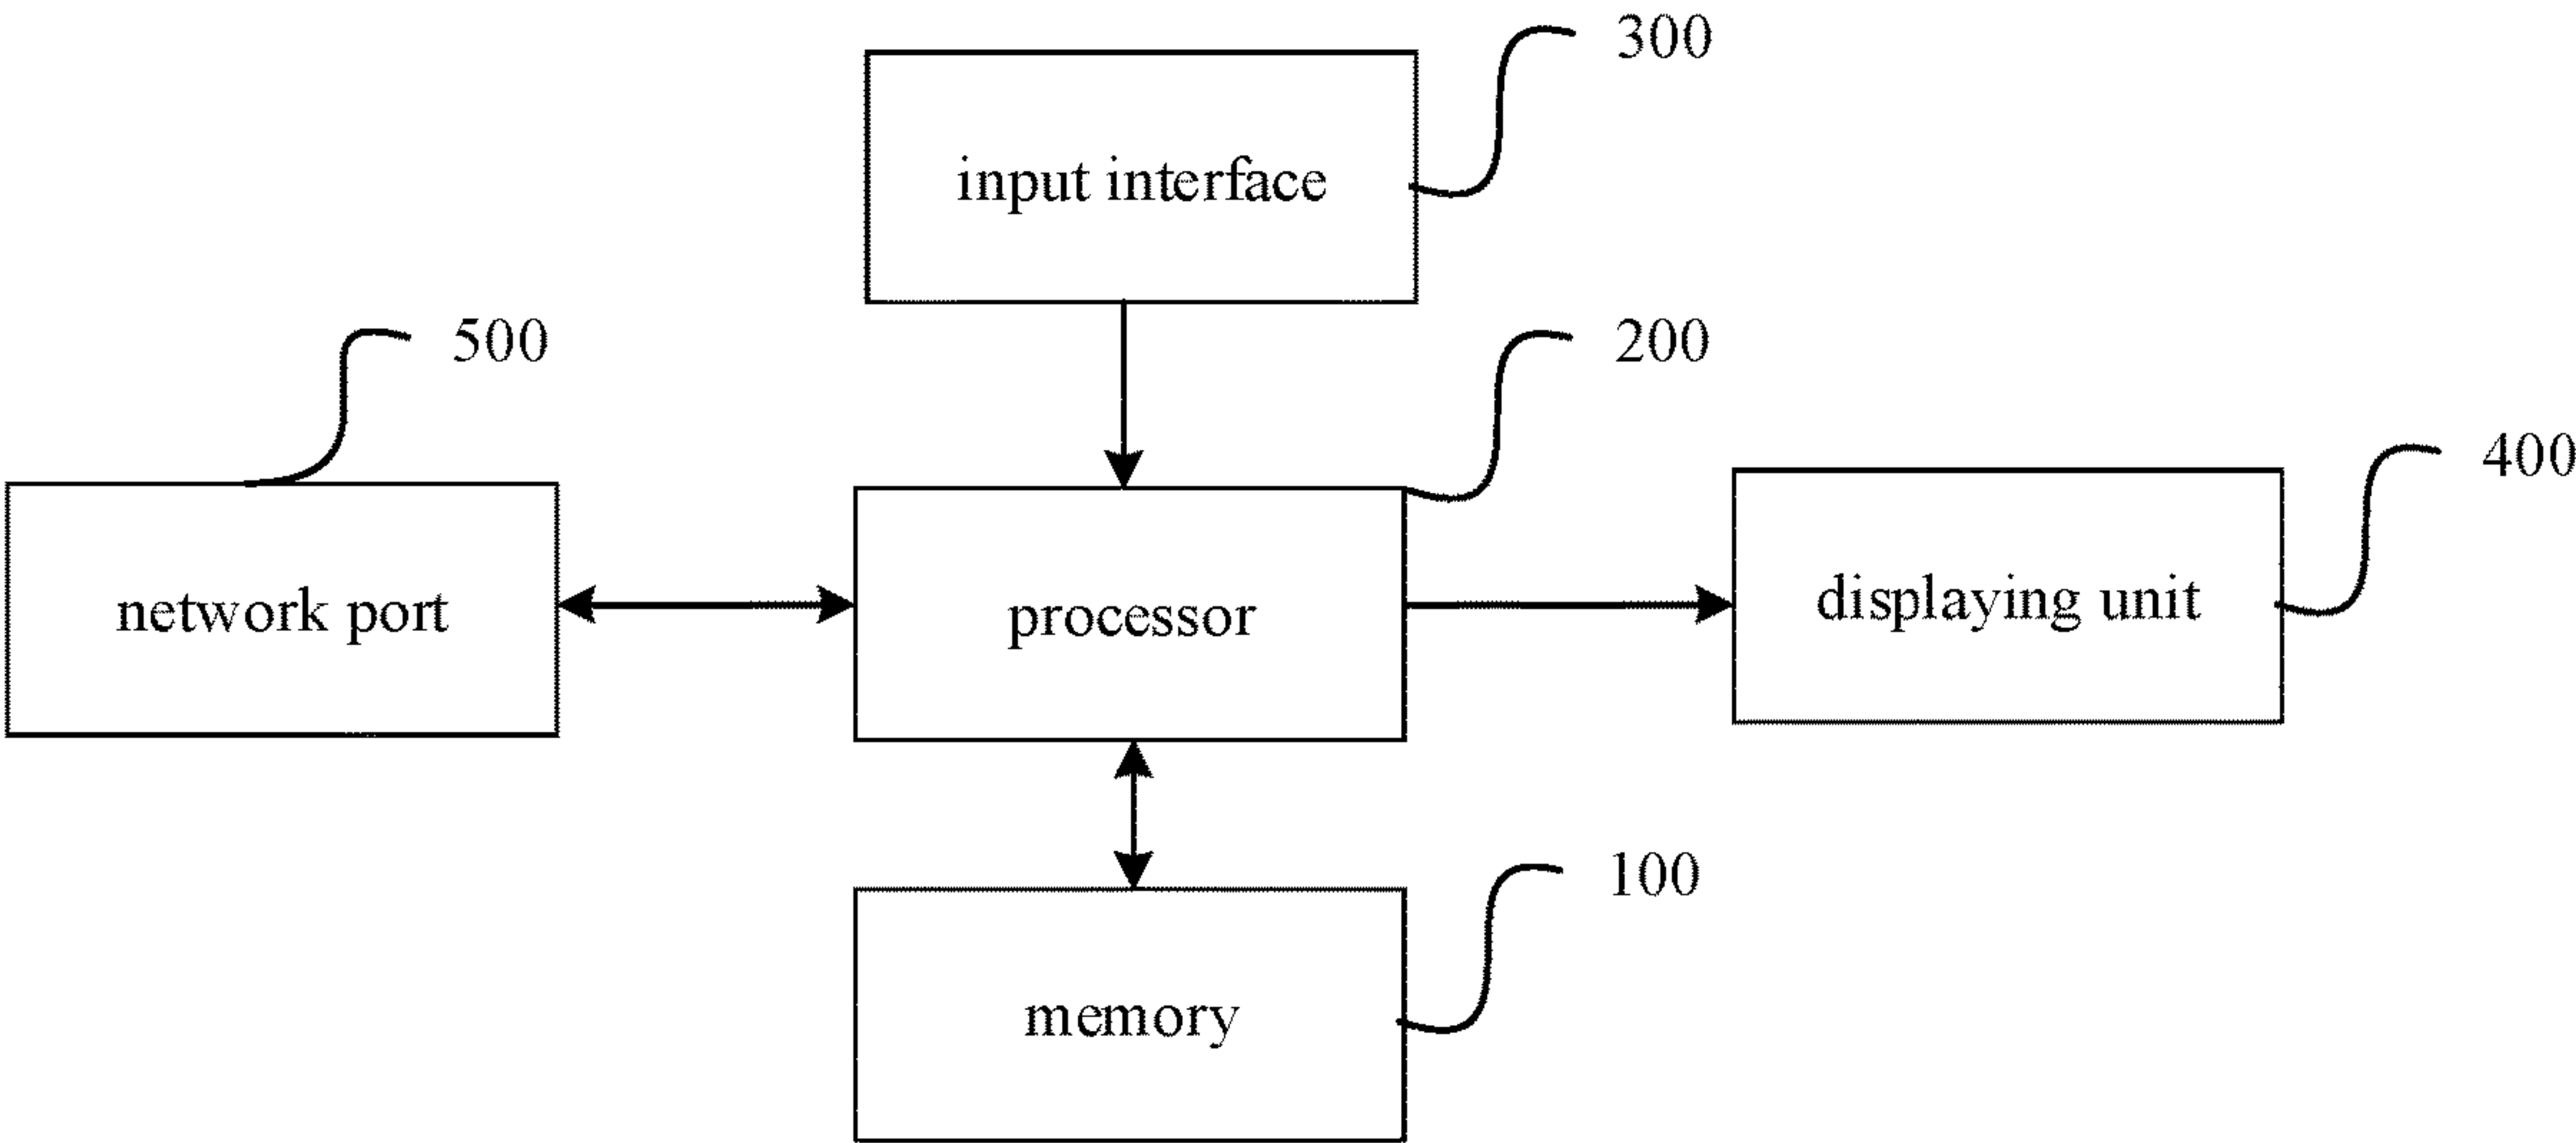 300
input interface
500
200
400
network port
processor
displaying unit
100
memory